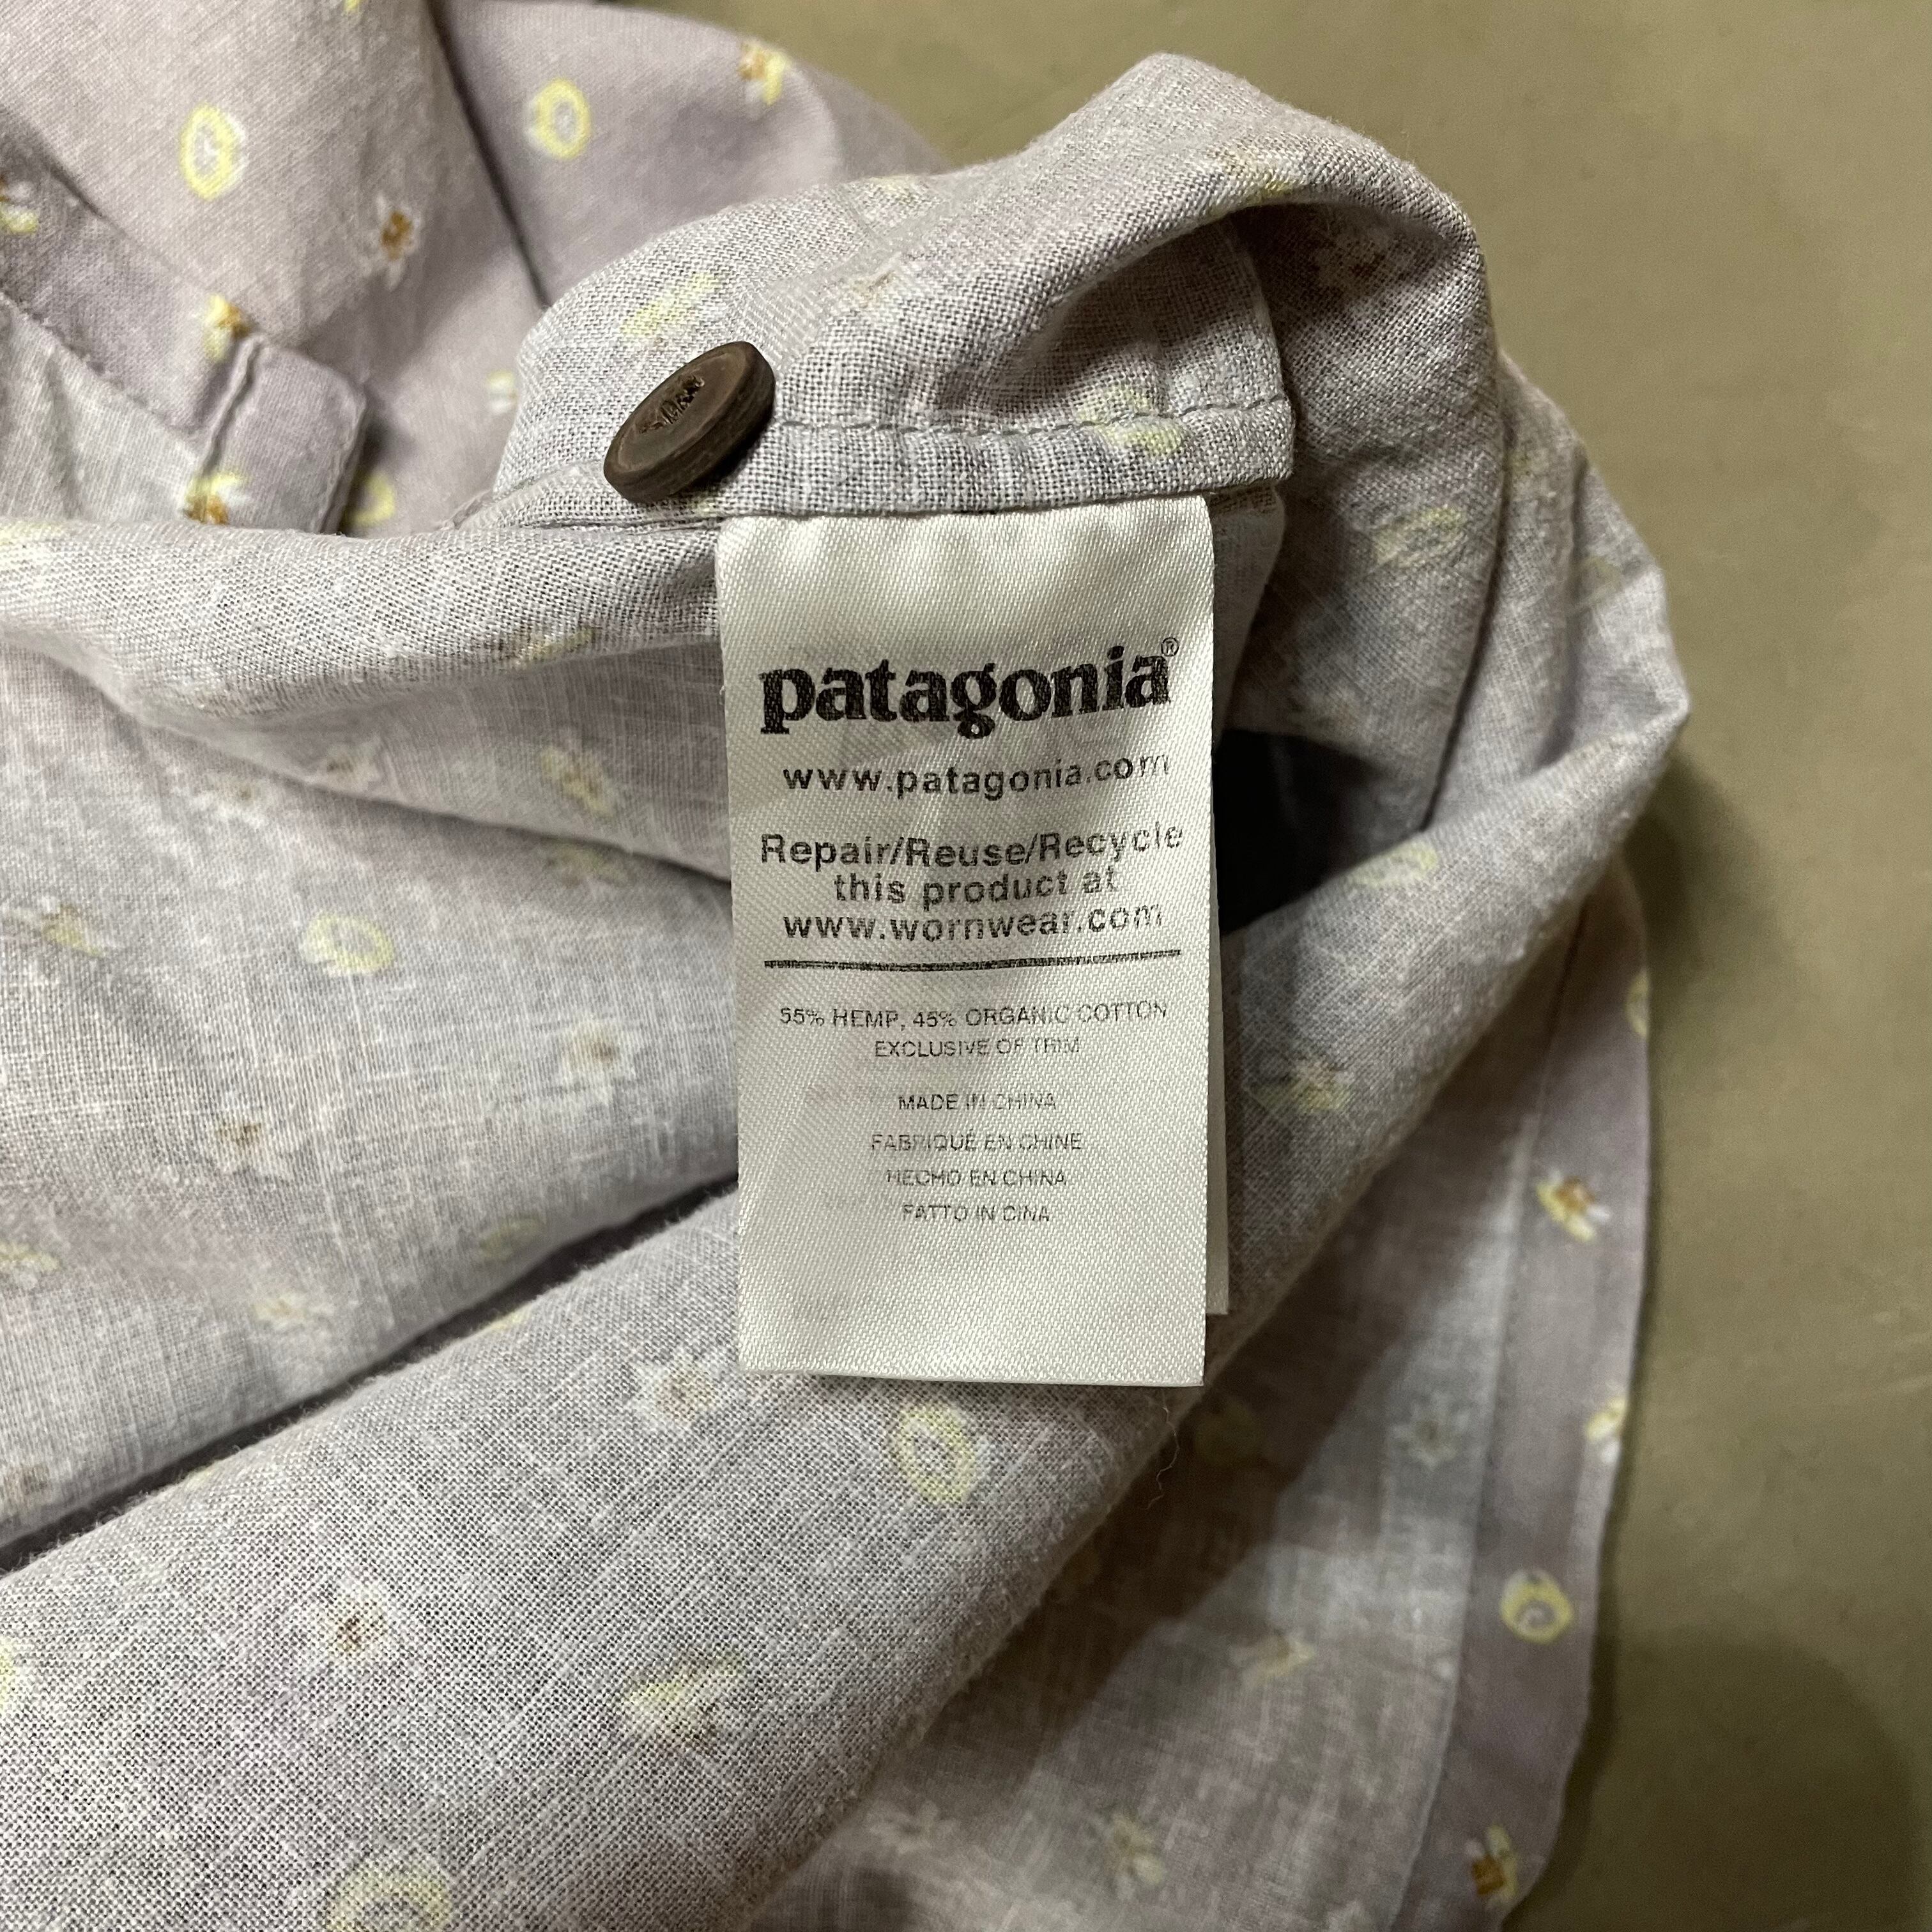 patagonia®
www.patagonia.com
Repair/Reuse/Recycle
this product at
www.wornwear.com
55% HEMP, 45% ORGANIC COTTON
EXCLUSIVE OF TRIM
MADE IN CHINA
FABRIQUÉ EN CHINE
HECHO EN CHINA
FATTO IN CINA